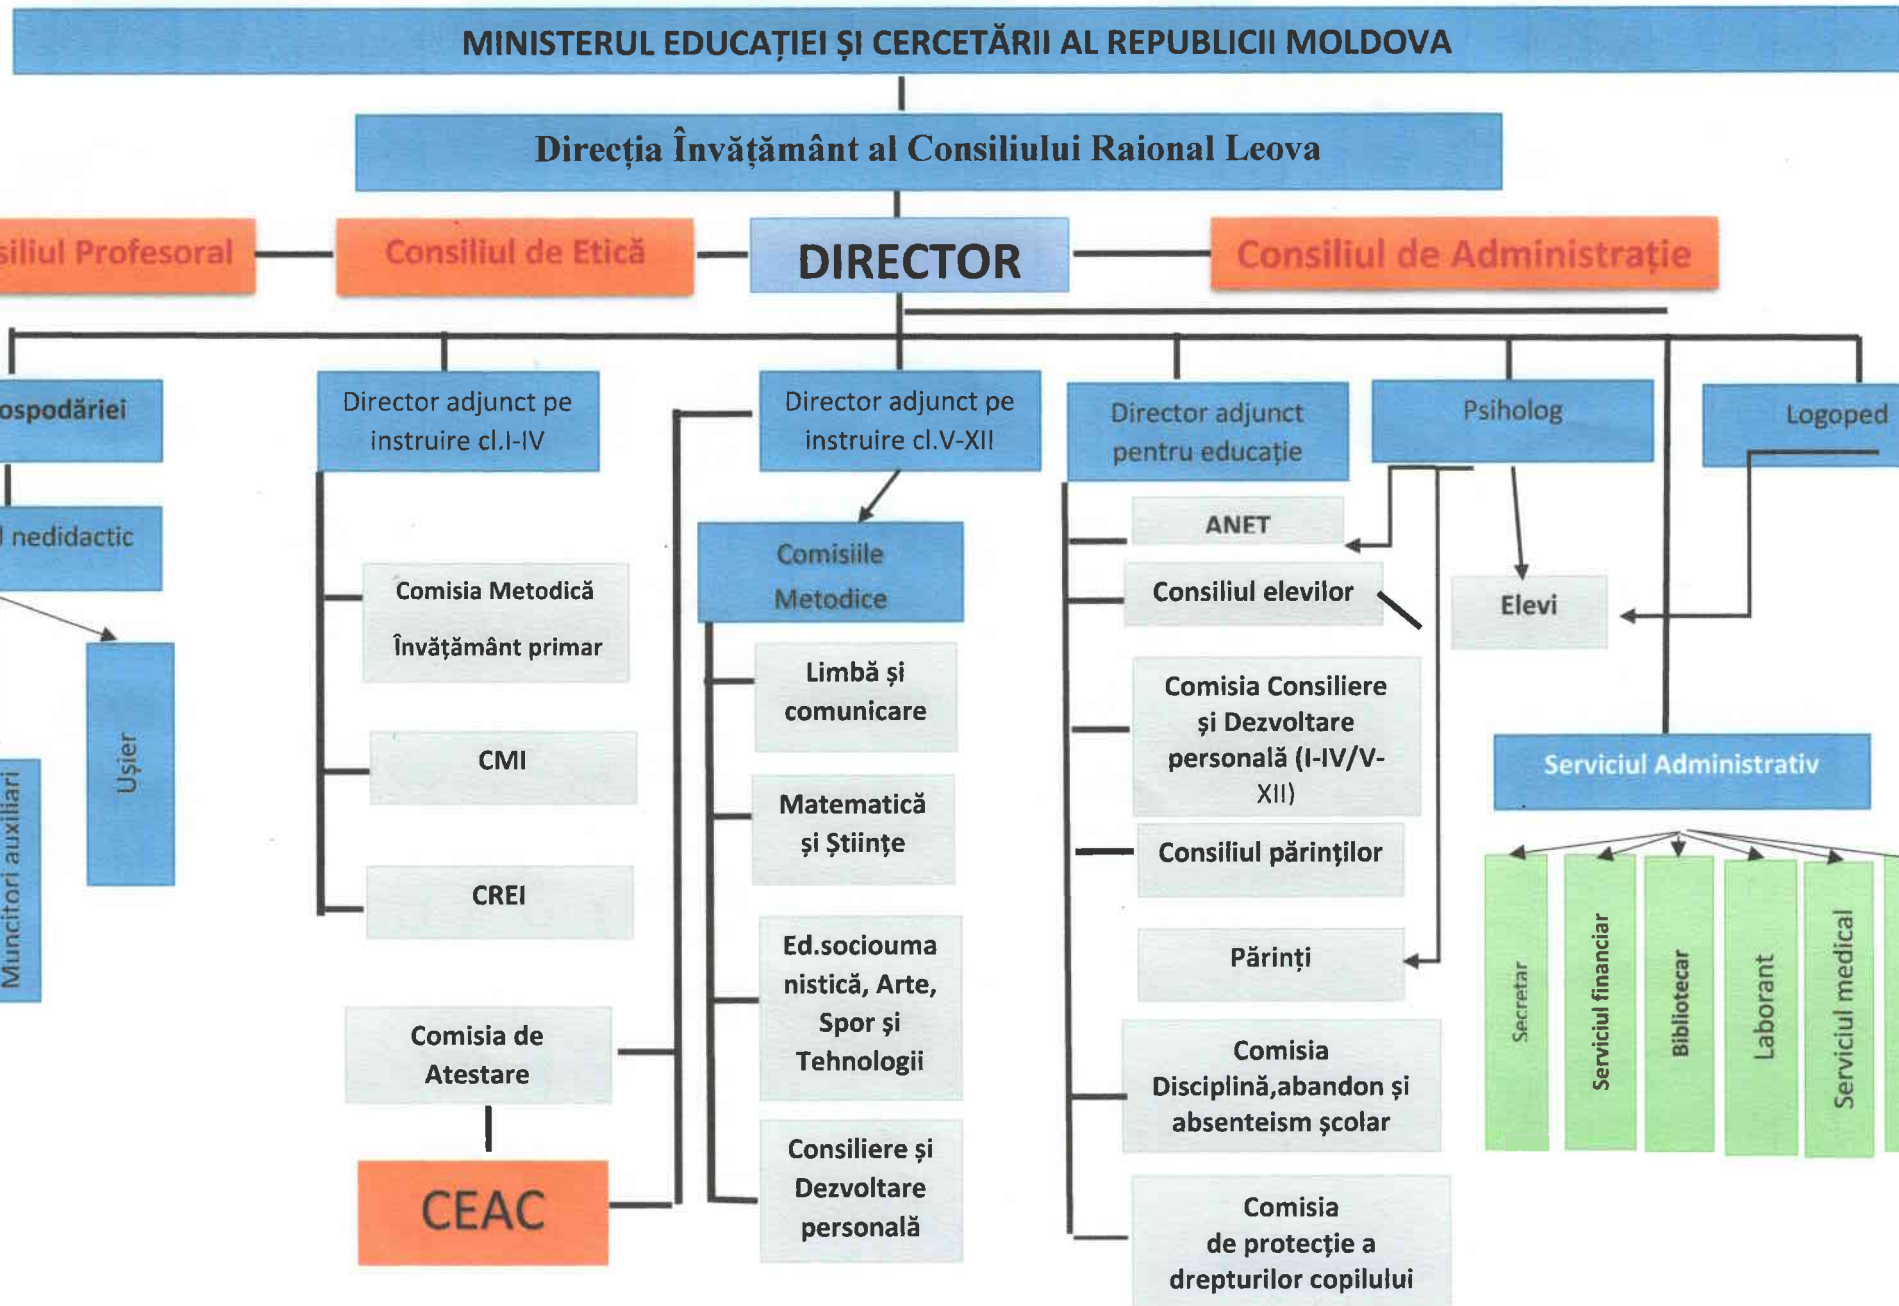 MINISTERUL EDUCAȚIEI ȘI CERCETĂRII AL REPUBLICII MOLDOVA
Direcția Învățământ al Consiliului Raional Leova
siliul Profesoral
Consiliul de Etică
DIRECTOR
Consiliul de Administrație
ospodăriei
Director adjunct pe
instruire cl.I-IV
Director adjunct pe
instruire cl.V-XII
Director adjunct
pentru educație
Psiholog
Logoped
l nedidactic
Ușier
Muncitori auxiliari
Comisia Metodică
Învățământ primar
CMI
CREI
Comisia de
Atestare
CEAC
Comisiile
Metodice
Limbă și
comunicare
Matematică
și Științe
Ed.sociouma
nistică, Arte,
Spor și
Tehnologii
Consiliere și
Dezvoltare
personală
ANET
Consiliul elevilor
Comisia Consiliere
și Dezvoltare
personală (I-IV/V-
XII)
Consiliul părinților
Părinți
Comisia
Disciplină,abandon și
absenteism școlar
Comisia
de protecție a
drepturilor copilului
Elevi
Serviciul Administrativ
Secretar
Serviciul financiar
Bibliotecar
Laborant
Serviciul medical